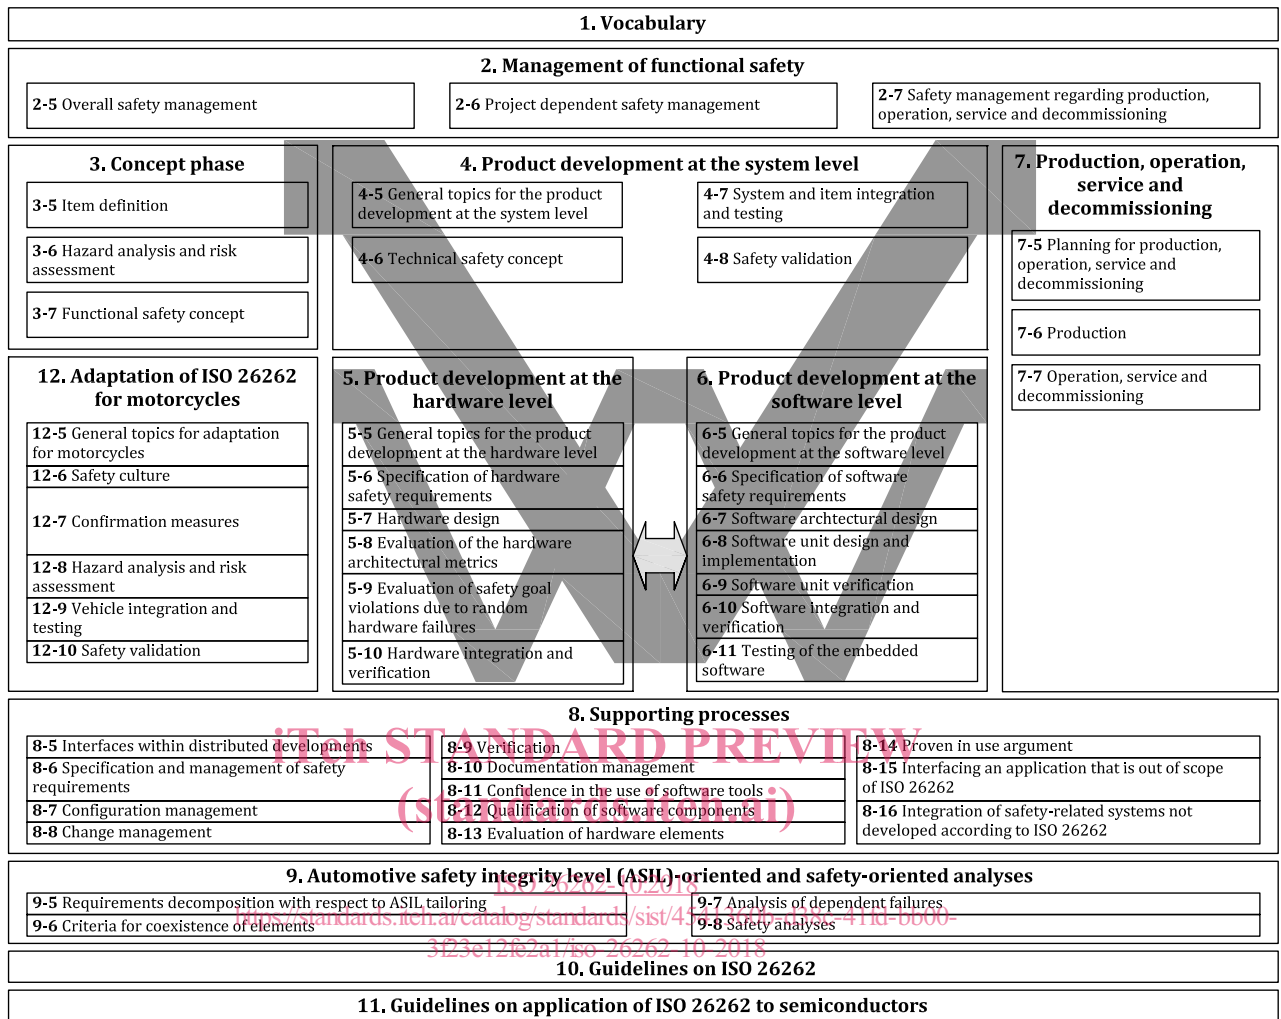 1. Vocabulary
2. Management of functional safety
2-5 Overall safety management
2-6 Project dependent safety management
2-7 Safety management regarding production,
operation, service and decommissioning
3. Concept phase
3-5 Item definition
3-6 Hazard analysis and risk
assessment
3-7 Functional safety concept
4. Product development at the system level
4-5 General topics for the product
development at the system level
4-6 Technical safety concept
4-7 System and item integration
and testing
4-8 Safety validation
7. Production, operation,
service and
decommissioning
7-5 Planning for production,
operation, service and
decommissioning
7-6 Production
7-7 Operation, service and
decommissioning
12. Adaptation of ISO 26262
for motorcycles
12-5 General topics for adaptation
for motorcycles
12-6 Safety culture
12-7 Confirmation measures
12-8 Hazard analysis and risk
assessment
12-9 Vehicle integration and
testing
12-10 Safety validation
5. Product development at the
hardware level
5-5 General topics for the product
development at the hardware level
5-6 Specification of hardware
safety requirements
5-7 Hardware design
5-8 Evaluation of the hardware
architectural metrics
5-9 Evaluation of safety goal
violations due to random
hardware failures
5-10 Hardware integration and
verification
6. Product development at the
software level
6-5 General topics for the product
development at the software level
6-6 Specification of software
safety requirements
6-7 Software archtectural design
6-8 Software unit design and
implementation
6-9 Software unit verification
6-10 Software integration and
verification
6-11 Testing of the embedded
software
8. Supporting processes
8-5 Interfaces within distributed developments
8-6 Specification and management of safety
requirements
8-7 Configuration management
8-8 Change management
8-9 Verification
8-10 Documentation management
8-11 Confidence in the use of software tools
8-12 Qualification of software components
8-13 Evaluation of hardware elements
8-14 Proven in use argument
8-15 Interfacing an application that is out of scope
of ISO 26262
8-16 Integration of safety-related systems not
developed according to ISO 26262
iTeh STANDARD PREVIEW
(standards.iteh.ai)
9. Automotive safety integrity level (ASIL)-oriented and safety-oriented analyses
9-5 Requirements decomposition with respect to ASIL tailoring
9-6 Criteria for coexistence of elements
9-7 Analysis of dependent failures
9-8 Safety analyses
ISO 26262-10:2018
3f23e12fe2a1/iso-26262-10-2018
10. Guidelines on ISO 26262
11. Guidelines on application of ISO 26262 to semiconductors